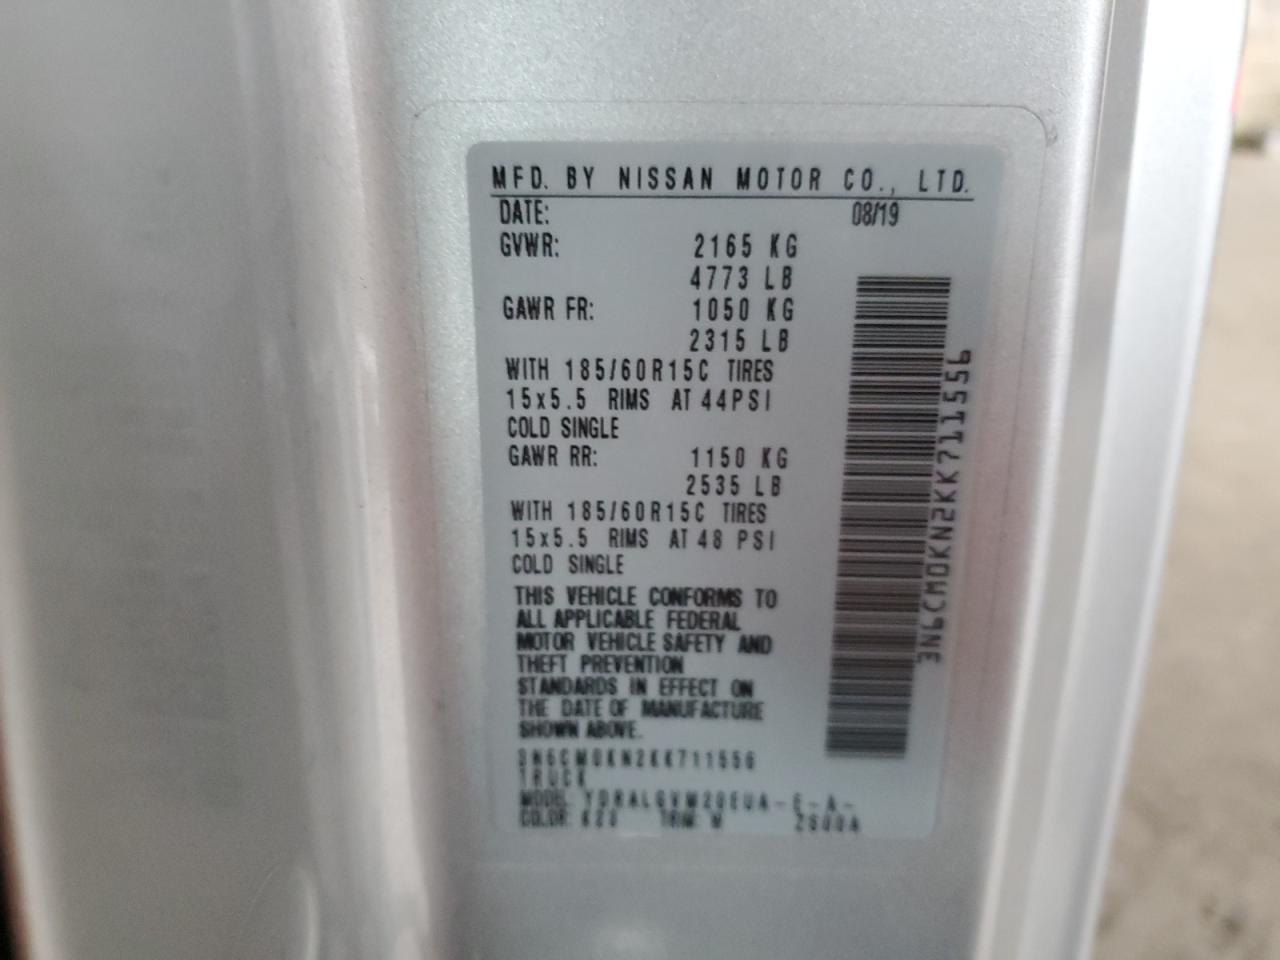 MFD. BY NISSAN MOTOR CO., LTD.
DATE: 08/19
GVWR: 2165 KG
4773 LB
GAWR FR: 1050 KG
2315 LB
WITH 185/60R15C TIRES
15x5.5 RIMS AT 44PSI
COLD SINGLE
GAWR RR: 1150 KG
2535 LB
WITH 185/60R15C TIRES
15x5.5 RIMS AT 48 PSI
COLD SINGLE
THIS VEHICLE CONFORMS TO
ALL APPLICABLE FEDERAL
MOTOR VEHICLE SAFETY AND
THEFT PREVENTION
STANDARDS IN EFFECT ON
THE DATE OF MANUFACTURE
SHOWN ABOVE.
3N6CM0KN2KK711556
TRUCK
MODEL:
COLOR: TRIM:
3N6CM0KN2KK711556